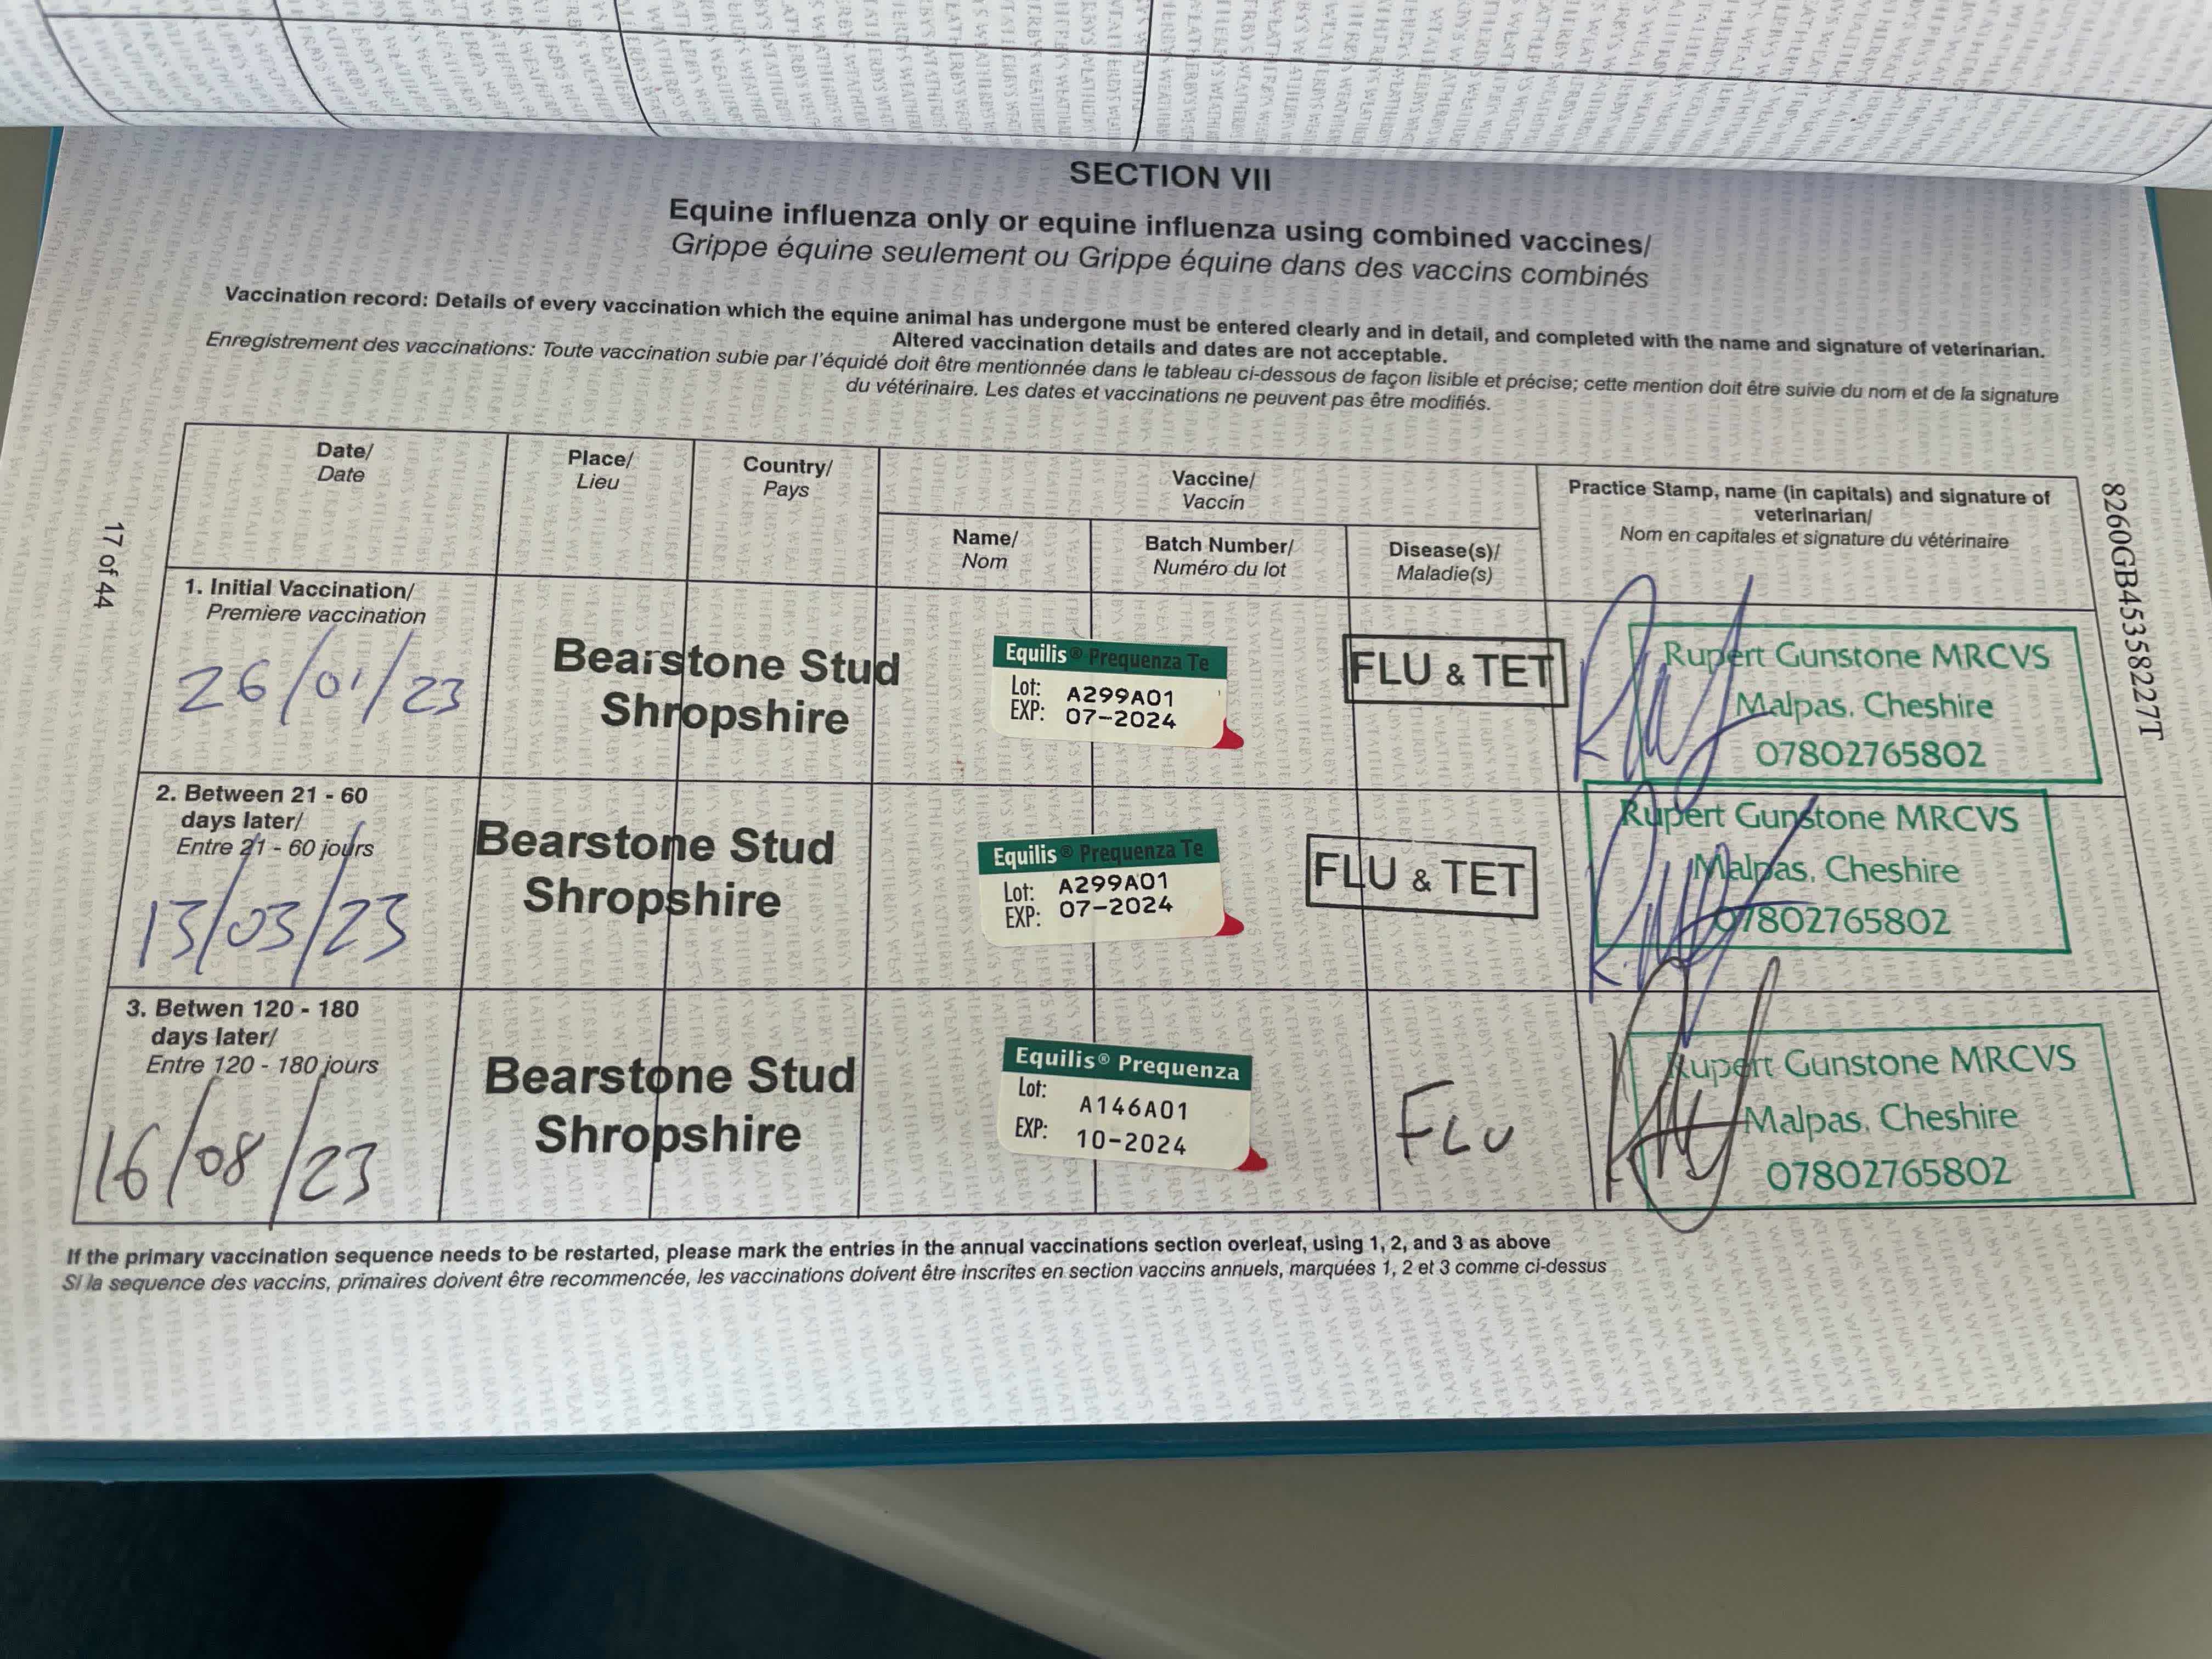 SECTION VII
Equine influenza only or equine influenza using combined vaccines/
Grippe équine seulement ou Grippe équine dans des vaccins combinés
Vaccination record: Details of every vaccination which the equine animal has undergone must be entered clearly and in detail, and completed with the name and signature of veterinarian.
Altered vaccination details and dates are not acceptable.
Enregistrement des vaccinations: Toute vaccination subie par l'équidé doit être mentionnée dans le tableau ci-dessous de façon lisible et précise; cette mention doit être suivie du nom et de la signature
du vétérinaire. Les dates et vaccinations ne peuvent pas être modifiés.
17 of 44
8260GB45358227T
Date/
Date
Place/
Lieu
Country/
Pays
Vaccine/
Vaccin
Name/
Nom
Batch Number/
Numéro du lot
Disease(s)/
Maladie(s)
Practice Stamp, name (in capitals) and signature of
veterinarian/
Nom en capitales et signature du vétérinaire
1. Initial Vaccination/
Premiere vaccination
26/01/23
Bearstone Stud
Shropshire
Equilis® Prequenza Te
Lot: A299A01
EXP: 07-2024
FLU & TET
Rupert Gunstone MRCVS
Malpas, Cheshire
07802765802
2. Between 21 - 60
days later/
Entre 21 - 60 jours
13/03/23
Bearstone Stud
Shropshire
Equilis® Prequenza Te
Lot: A299A01
EXP: 07-2024
FLU & TET
Rupert Gunstone MRCVS
Malpas, Cheshire
07802765802
3. Betwen 120 - 180
days later/
Entre 120 - 180 jours
16/08/23
Bearstone Stud
Shropshire
Equilis® Prequenza
Lot: A146A01
EXP: 10-2024
FLU
Rupert Gunstone MRCVS
Malpas, Cheshire
07802765802
If the primary vaccination sequence needs to be restarted, please mark the entries in the annual vaccinations section overleaf, using 1, 2, and 3 as above
Si la sequence des vaccins, primaires doivent être recommencée, les vaccinations doivent être inscrites en section vaccins annuels, marquées 1, 2 et 3 comme ci-dessus